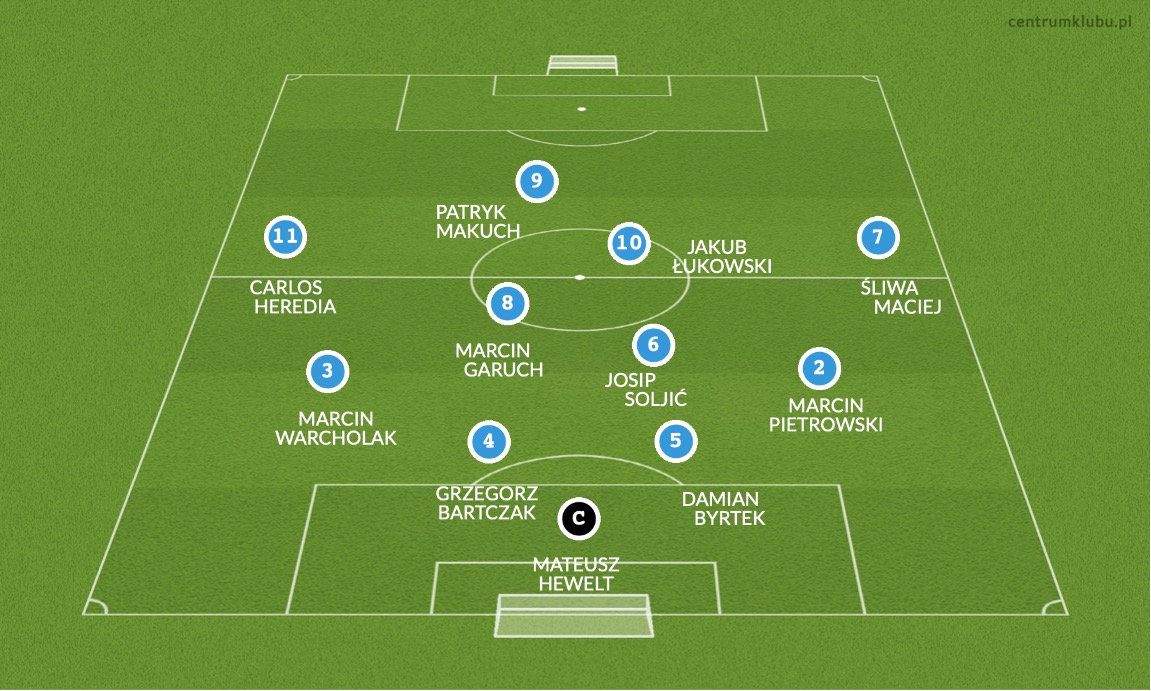 centrumklubu.pl
9
PATRYK
MAKUCH
11
CARLOS
HEREDIA
10
JAKUB
ŁUKOWSKI
7
ŚLIWA
MACIEJ
8
MARCIN
GARUCH
6
JOSIP
SOLJIĆ
3
MARCIN
WARCHOLAK
2
MARCIN
PIETROWSKI
4
GRZEGORZ
BARTCZAK
5
DAMIAN
BYRTEK
C
MATEUSZ
HEWELT